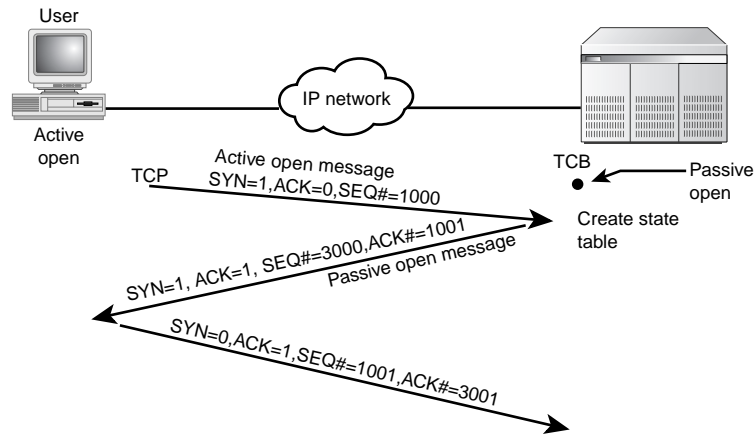 User
IP network
Active
open
TCB
Passive
open
Create state
table
TCP
Active open message
SYN=1,ACK=0,SEQ#=1000
SYN=1, ACK=1, SEQ#=3000,ACK#=1001
Passive open message
SYN=0,ACK=1,SEQ#=1001,ACK#=3001